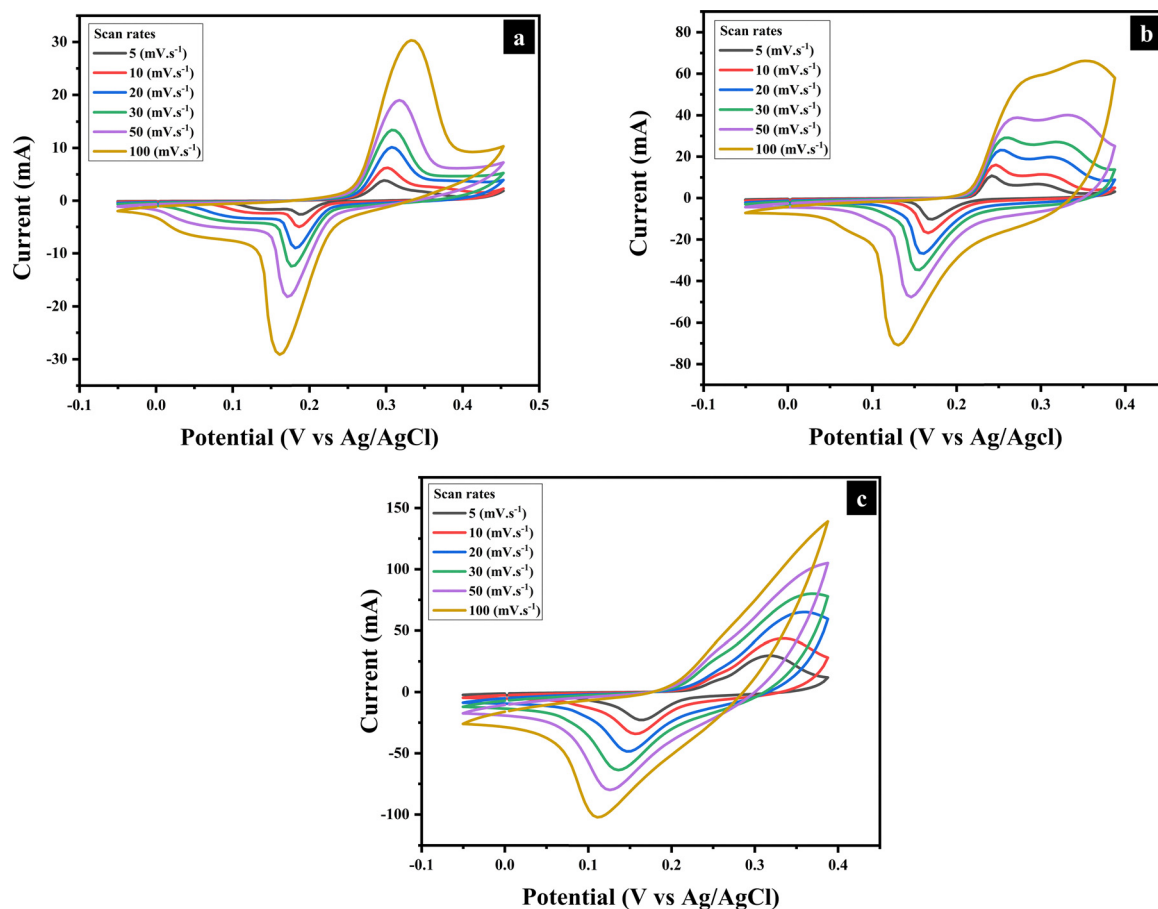 a
Scan rates
5 (mV.s⁻¹)
10 (mV.s⁻¹)
20 (mV.s⁻¹)
30 (mV.s⁻¹)
50 (mV.s⁻¹)
100 (mV.s⁻¹)
30
20
10
0
-10
-20
-30
Current (mA)
-0.1
0.0
0.1
0.2
0.3
0.4
0.5
Potential (V vs Ag/AgCl)
b
Scan rates
5 (mV.s⁻¹)
10 (mV.s⁻¹)
20 (mV.s⁻¹)
30 (mV.s⁻¹)
50 (mV.s⁻¹)
100 (mV.s⁻¹)
80
60
40
20
0
-20
-40
-60
-80
Current (mA)
-0.1
0.0
0.1
0.2
0.3
0.4
Potential (V vs Ag/Agcl)
c
Scan rates
5 (mV.s⁻¹)
10 (mV.s⁻¹)
20 (mV.s⁻¹)
30 (mV.s⁻¹)
50 (mV.s⁻¹)
100 (mV.s⁻¹)
150
100
50
0
-50
-100
Current (mA)
-0.1
0.0
0.1
0.2
0.3
0.4
Potential (V vs Ag/AgCl)